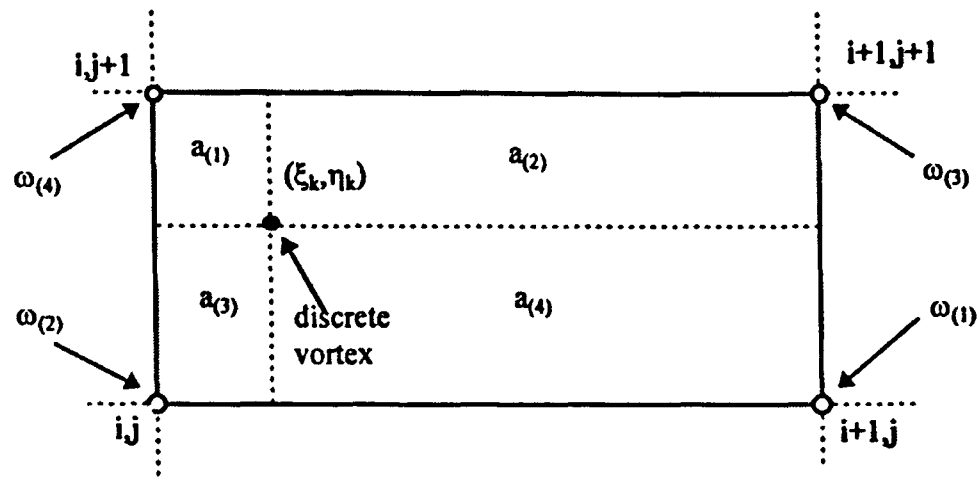 i,j+1
i+1,j+1
a(1)
a(2)
(ξk,ηk)
ω(4)
ω(3)
a(3)
a(4)
ω(2)
discrete
vortex
ω(1)
i,j
i+1,j